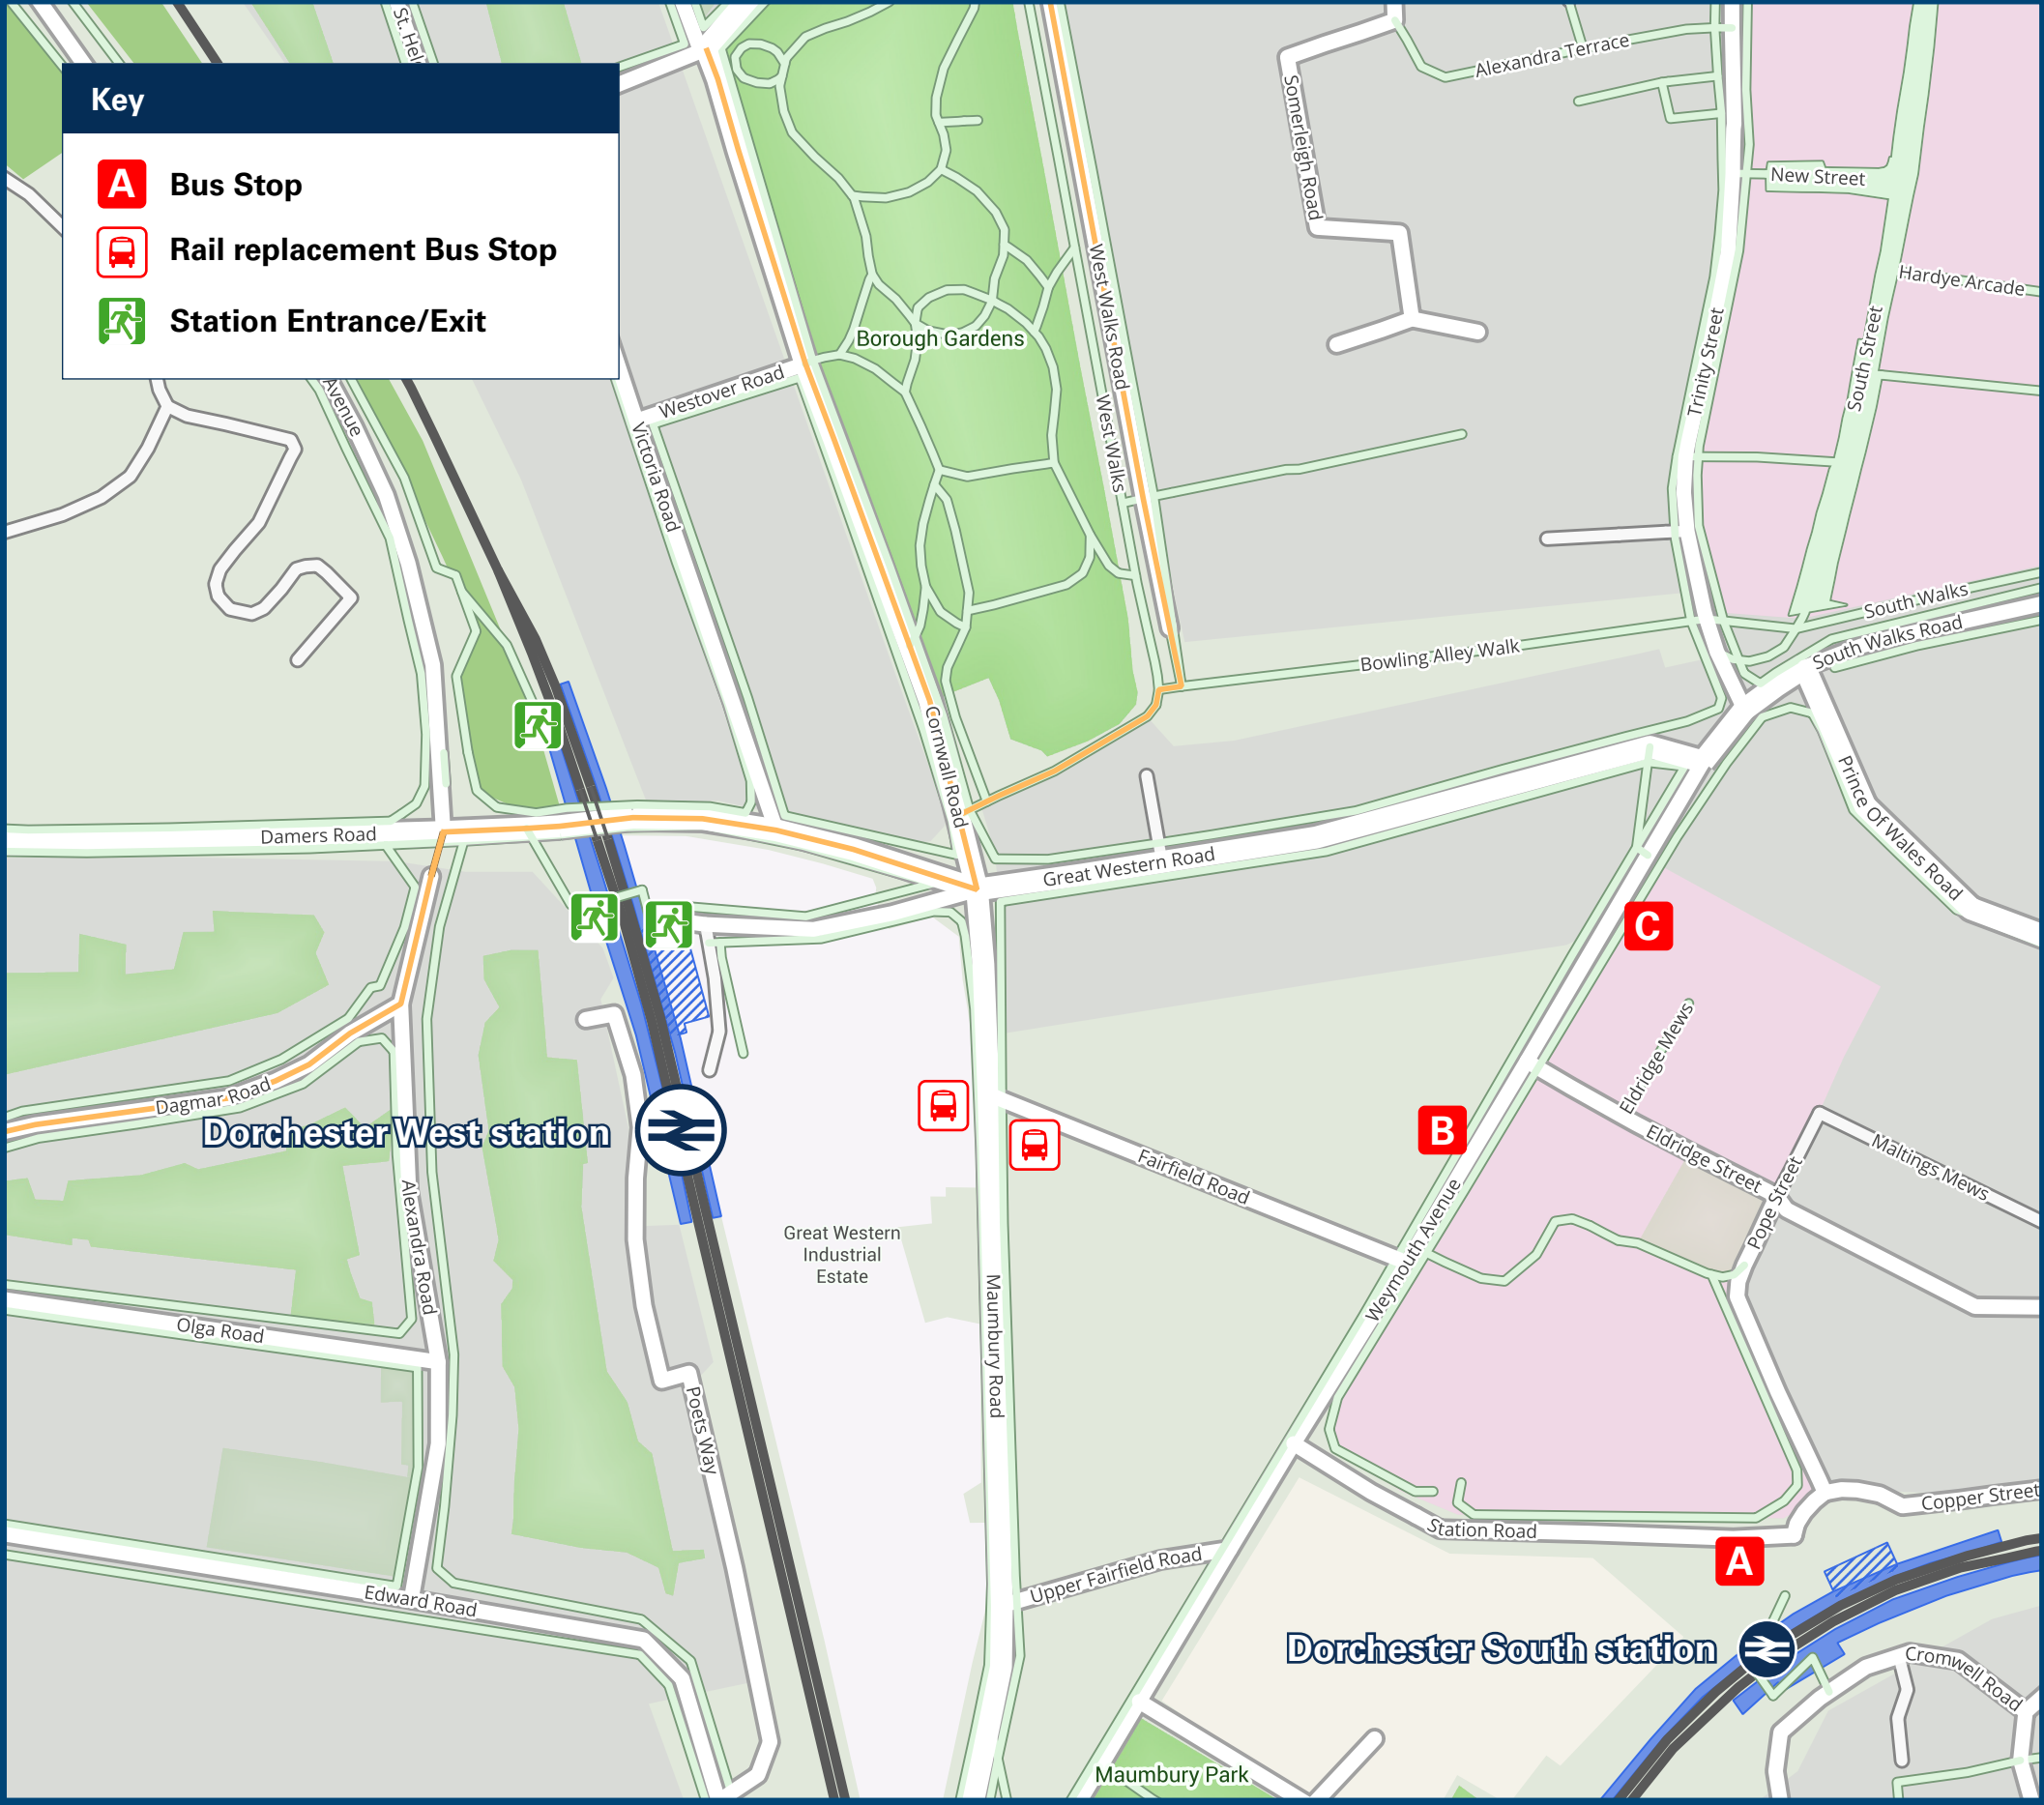 Key
A Bus Stop
Rail replacement Bus Stop
Station Entrance/Exit
Avenue
Alexandra Terrace
Somerleigh Road
New Street
Hardye Arcade
West Walks Road
West Walks
Borough Gardens
Westover Road
Victoria Road
Trinity Street
South Street
South Walks
South Walks Road
Bowling Alley Walk
Cornwall Road
Prince Of Wales Road
Damers Road
Great Western Road
C
Eldridge Mews
Dagmar Road
Dorchester West station
B
Fairfield Road
Eldridge Street
Maltings Mews
Pope Street
Weymouth Avenue
Great Western
Industrial
Estate
Alexandra Road
Olga Road
Maumbury Road
Poets Way
Copper Street
Station Road
A
Upper Fairfield Road
Edward Road
Dorchester South station
Cromwell Road
Maumbury Park